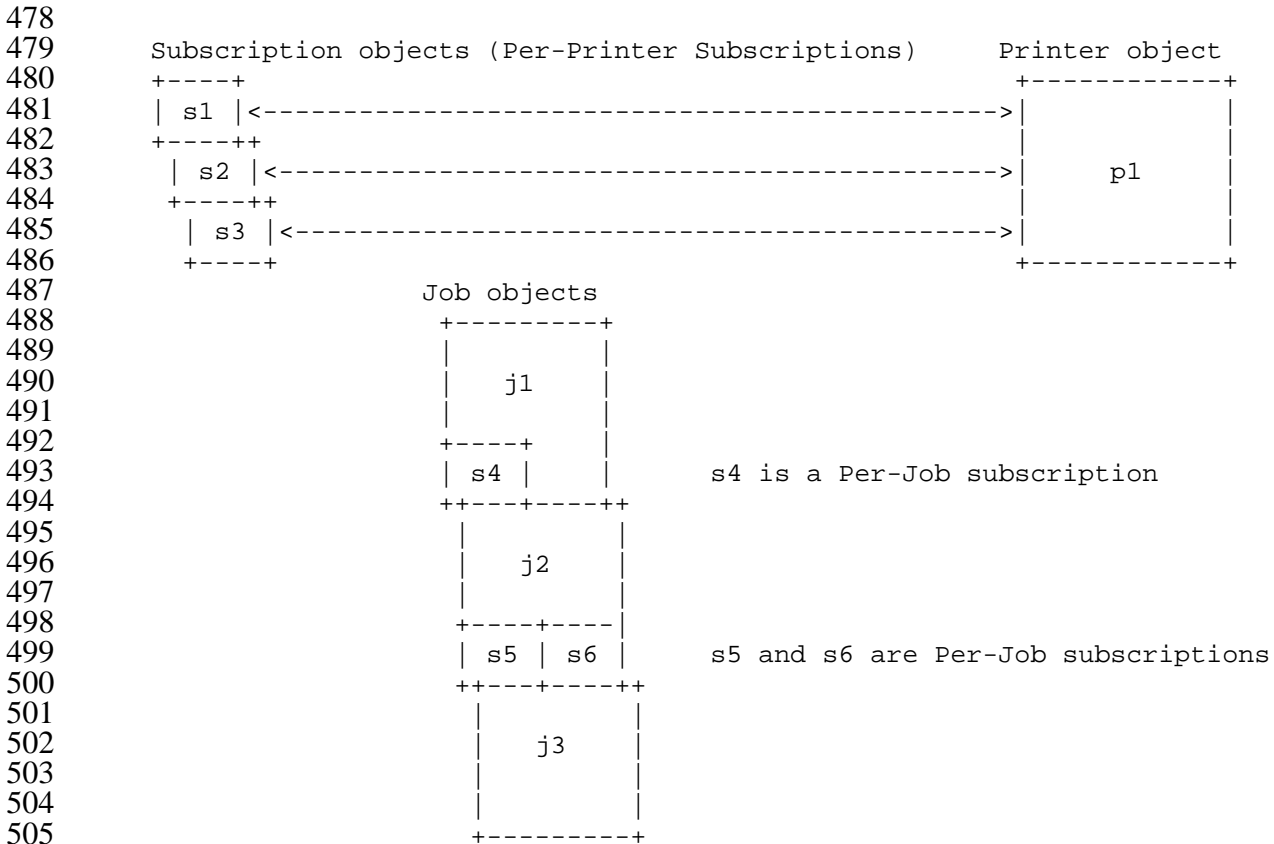 478
479 Subscription objects (Per-Printer Subscriptions) Printer object
480 +----+ +------------+
481 | s1 |<---------------------------------------------->| |
482 +----++ | |
483 | s2 |<--------------------------------------------->| p1 |
484 +----++ | |
485 | s3 |<-------------------------------------------->| |
486 +----+ +------------+
487 Job objects
488 +---------+
489 | |
490 | j1 |
491 | |
492 +----+ |
493 | s4 | | s4 is a Per-Job subscription
494 ++---+----++
495 | |
496 | j2 |
497 | |
498 +----+----|
499 | s5 | s6 | s5 and s6 are Per-Job subscriptions
500 ++---+----++
501 | |
502 | j3 |
503 | |
504 | |
505 +---------+